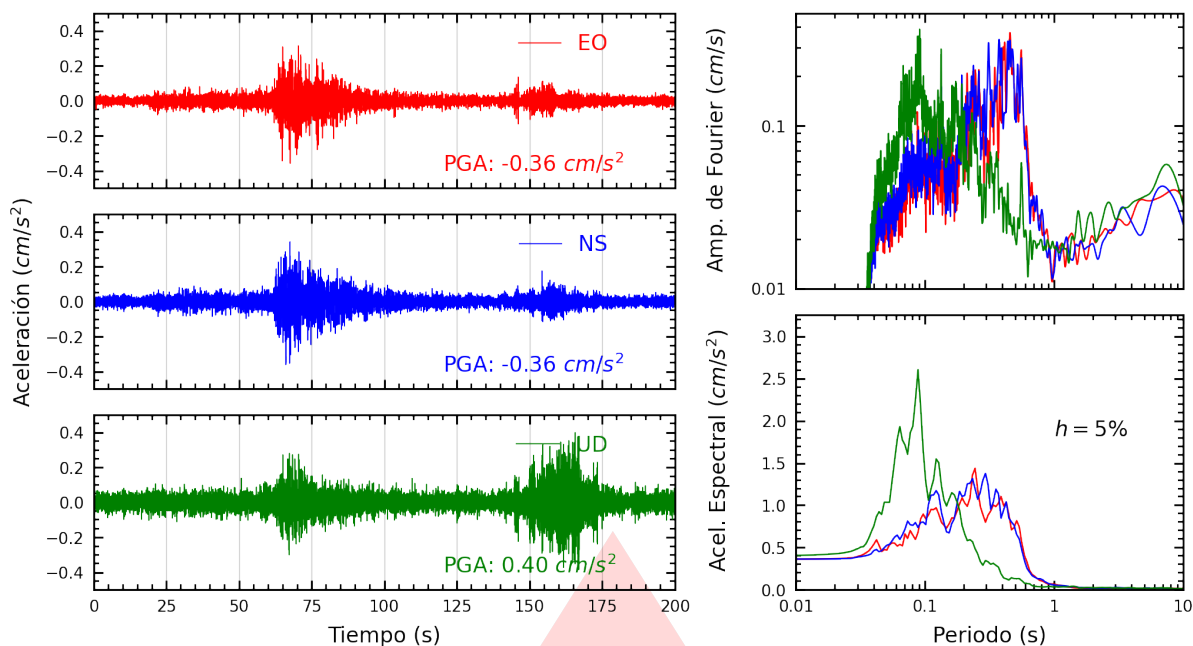 Aceleración (cm/s²)
0.4
0.2
0.0
−0.2
−0.4
EO
PGA: -0.36 cm/s²
0.4
0.2
0.0
−0.2
−0.4
NS
PGA: -0.36 cm/s²
0.4
0.2
0.0
−0.2
−0.4
UD
PGA: 0.40 cm/s²
0 25 50 75 100 125 150 175 200
Tiempo (s)
Amp. de Fourier (cm/s)
0.1
0.01
Acel. Espectral (cm/s²)
3.0
2.5
2.0
1.5
1.0
0.5
0.0
h = 5%
0.01 0.1 1 10
Periodo (s)